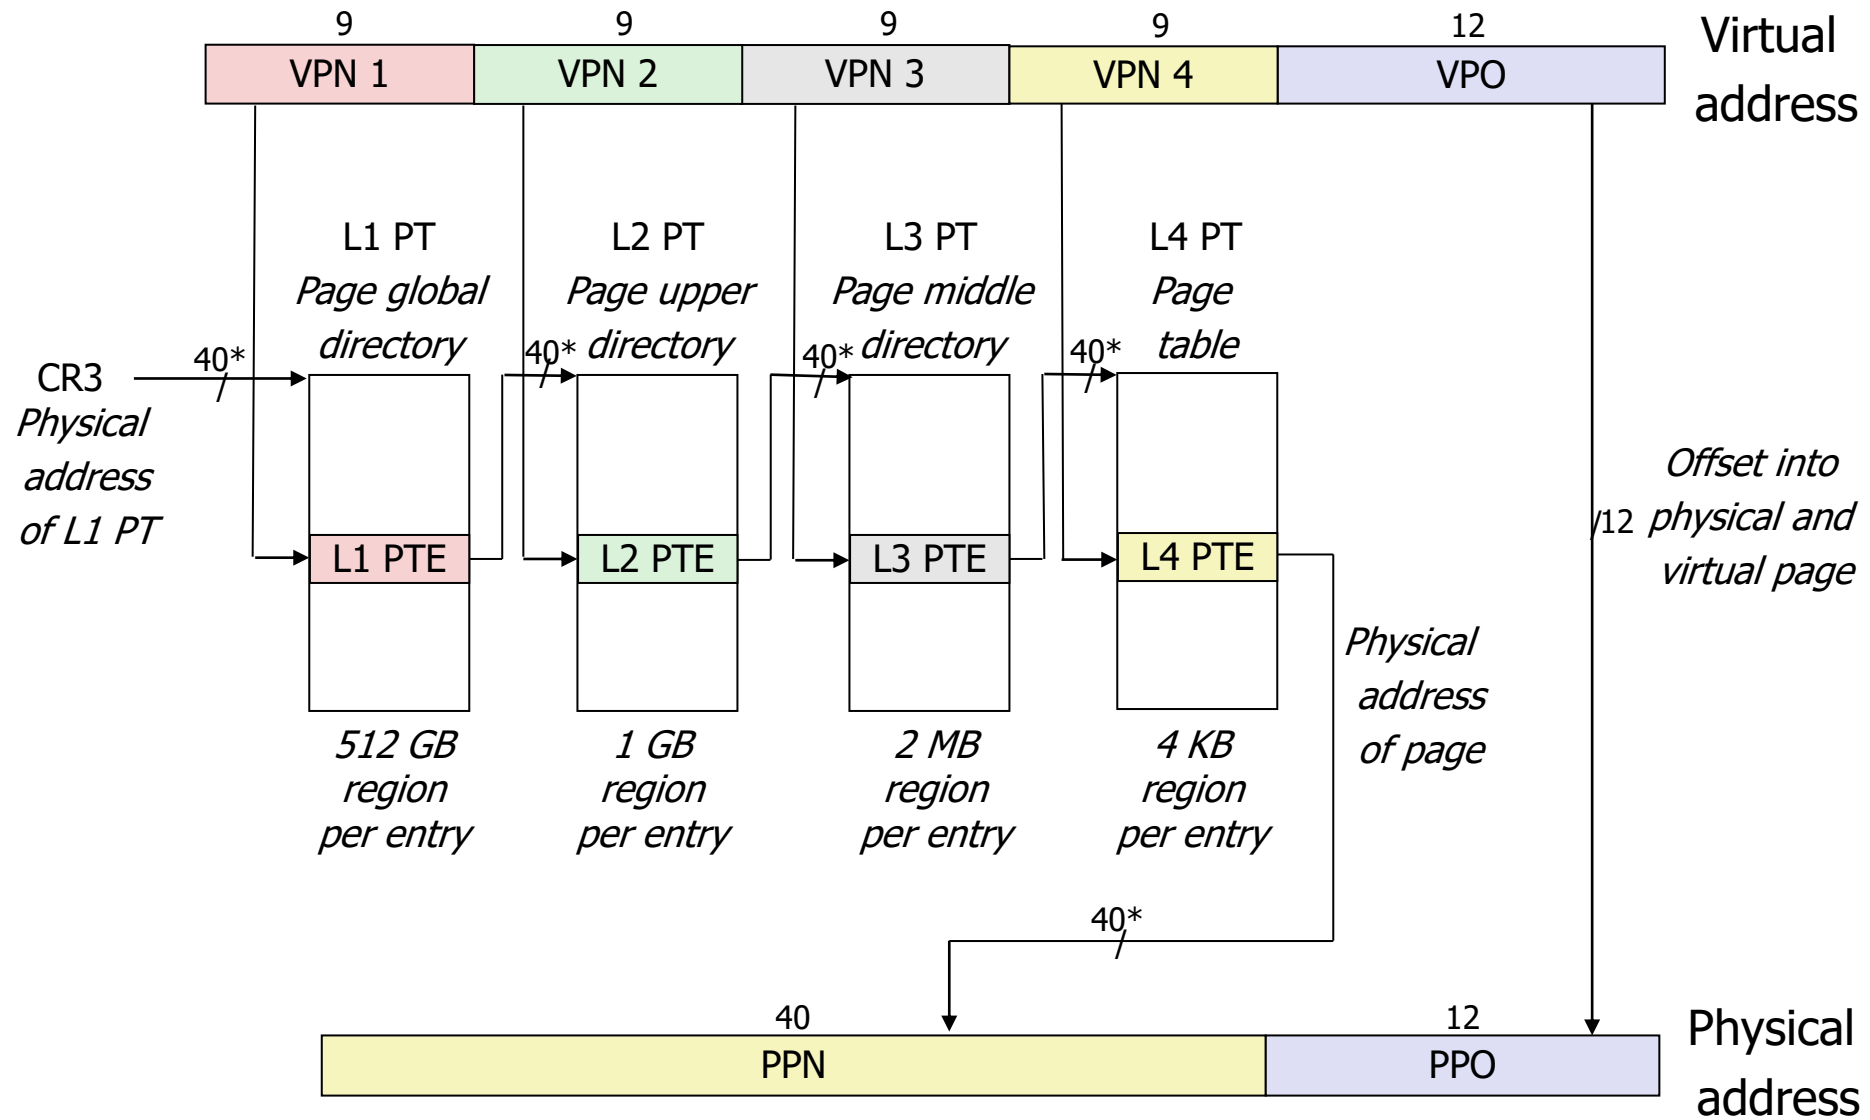 9 9 9 9 12
VPN 1 VPN 2 VPN 3 VPN 4 VPO
Virtual
address
L1 PT
Page global
directory
L2 PT
Page upper
directory
L3 PT
Page middle
directory
L4 PT
Page
table
CR3
Physical
address
of L1 PT
40* 40* 40* 40*
L1 PTE L2 PTE L3 PTE L4 PTE
/12
Offset into
physical and
virtual page
512 GB
region
per entry
1 GB
region
per entry
2 MB
region
per entry
4 KB
region
per entry
Physical
address
of page
40*
40 12
PPN PPO
Physical
address